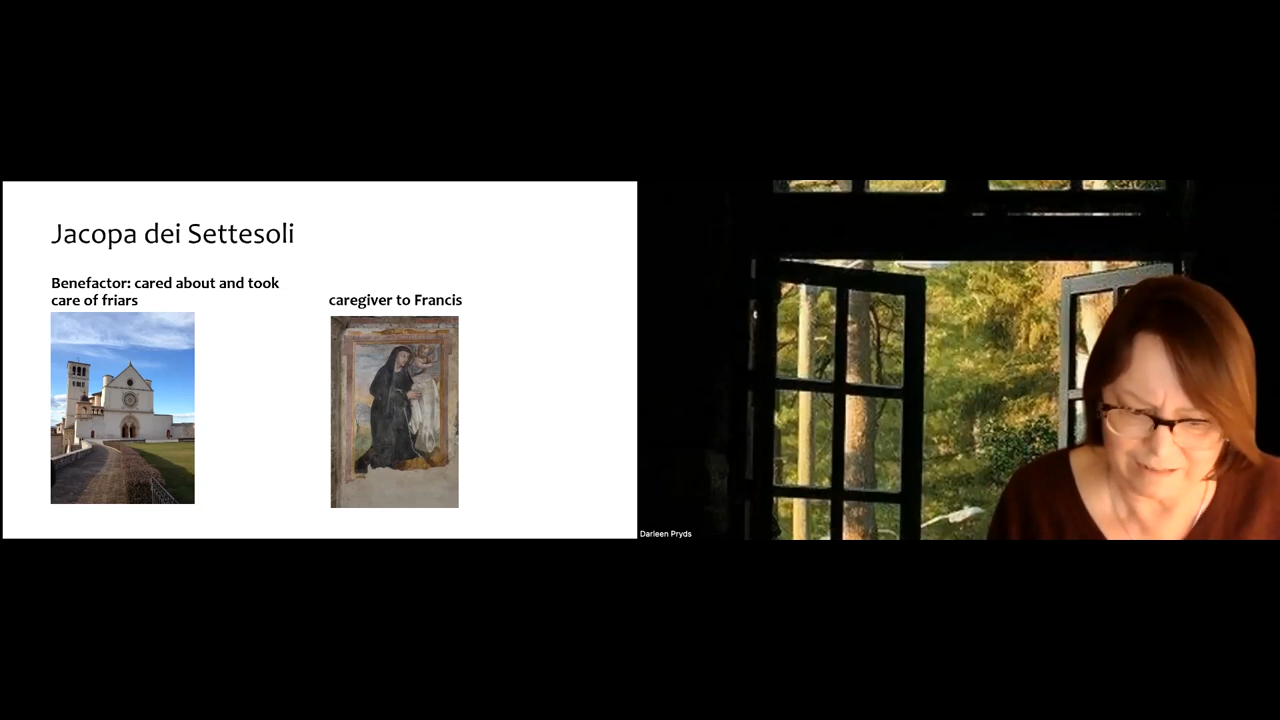 Jacopa dei Settesoli
Benefactor: cared about and took
care of friars
caregiver to Francis
Darleen Pryds